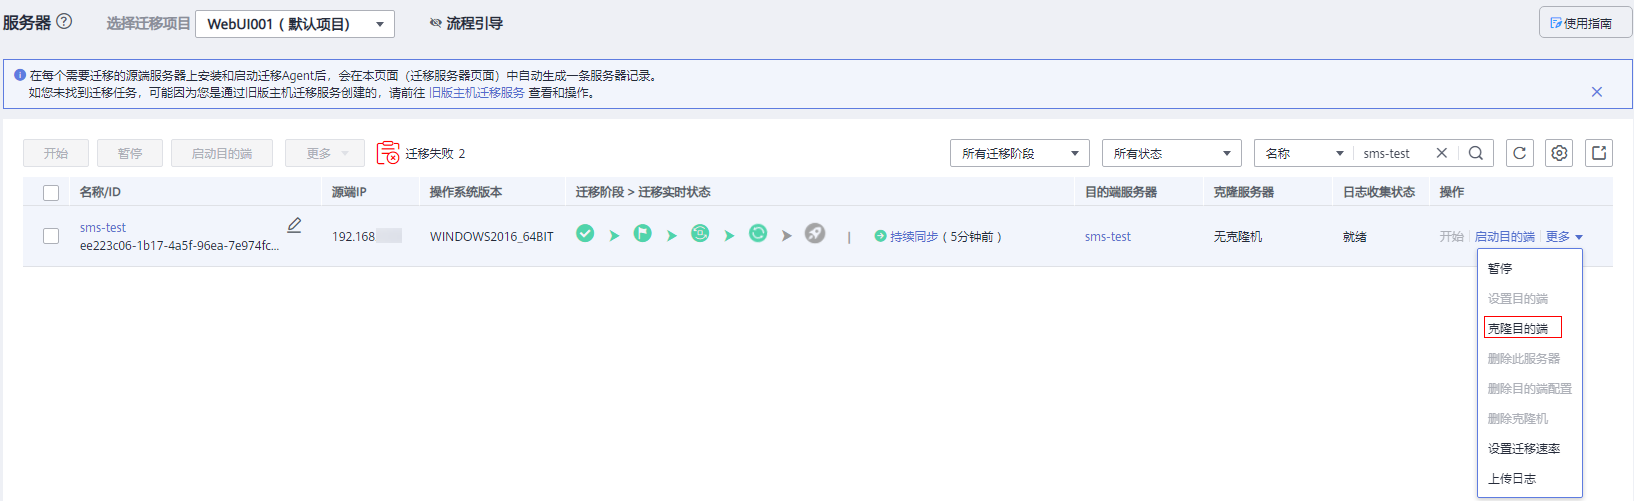 服务器 ? 选择迁移项目 WebUI001（默认项目） 流程引导 使用指南
在每个需要迁移的源端服务器上安装和启动迁移Agent后，会在本页面（迁移服务器页面）中自动生成一条服务器记录。
如您未找到迁移任务，可能因为您是通过旧版主机迁移服务创建的，请前往 旧版主机迁移服务 查看和操作。
开始 暂停 启动目的端 更多 迁移失败 2 所有迁移阶段 所有状态 名称 sms-test
名称/ID 源端IP 操作系统版本 迁移阶段 > 迁移实时状态 目的端服务器 克隆服务器 日志收集状态 操作
sms-test
ee223c06-1b17-4a5f-96ea-7e974fc... 192.168 WINDOWS2016_64BIT | 持续同步（5分钟前） sms-test 无克隆机 就绪 开始 启动目的端 更多
暂停
设置目的端
克隆目的端
删除此服务器
删除目的端配置
删除克隆机
设置迁移速率
上传日志